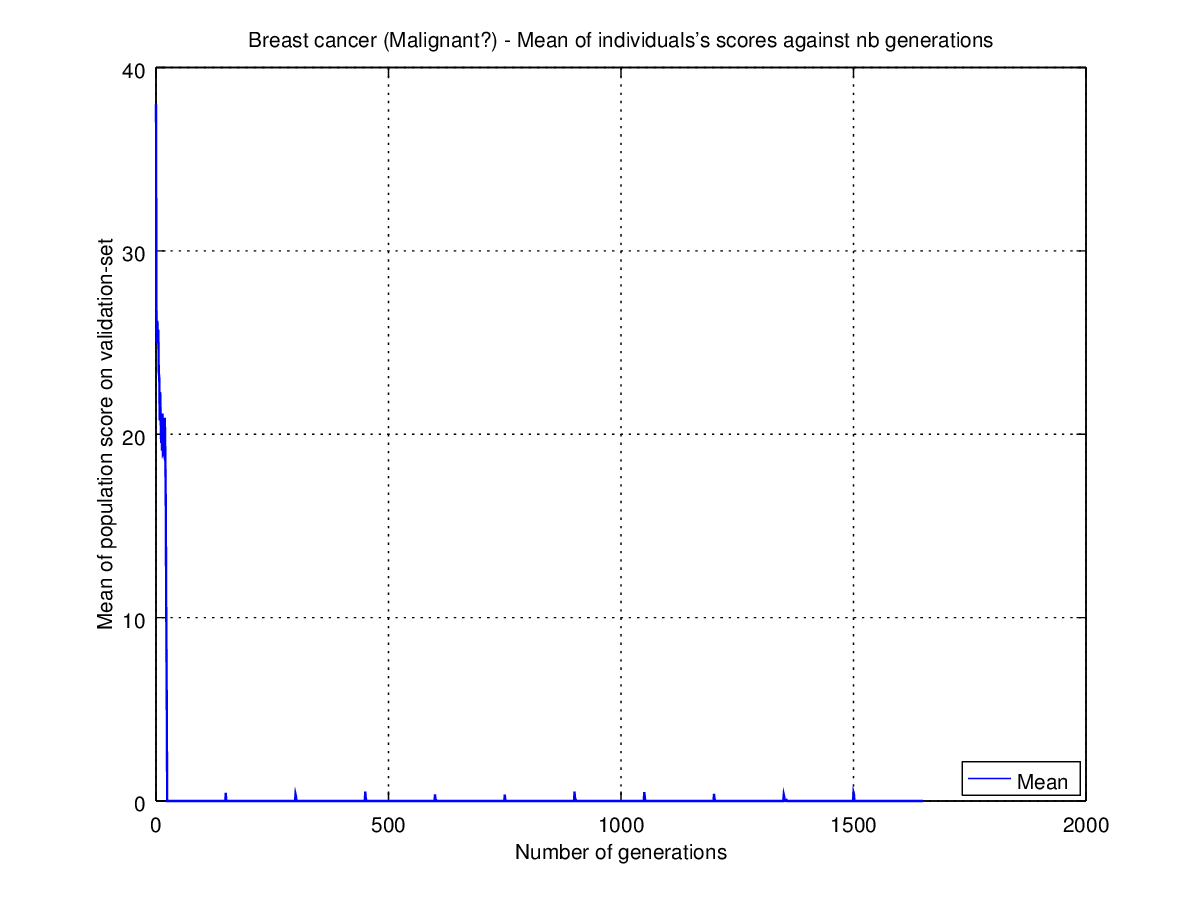 Breast cancer (Malignant?) - Mean of individuals's scores against nb generations
40
30
20
10
0
Mean of population score on validation-set
Mean
0 500 1000 1500 2000
Number of generations